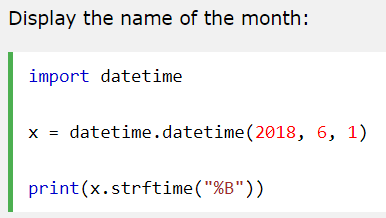 Display the name of the month:
import datetime
x = datetime.datetime(2018, 6, 1)
print(x.strftime("%B"))